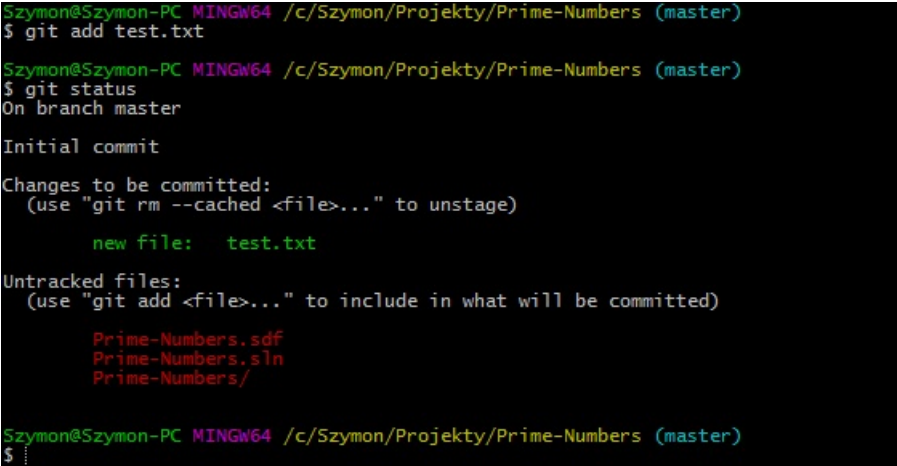 Szymon@Szymon-PC MINGW64 /c/Szymon/Projekty/Prime-Numbers (master)
$ git add test.txt
Szymon@Szymon-PC MINGW64 /c/Szymon/Projekty/Prime-Numbers (master)
$ git status
On branch master
Initial commit
Changes to be committed:
(use "git rm --cached <file>..." to unstage)
new file: test.txt
Untracked files:
(use "git add <file>..." to include in what will be committed)
Prime-Numbers.sdf
Prime-Numbers.sln
Prime-Numbers/
Szymon@Szymon-PC MINGW64 /c/Szymon/Projekty/Prime-Numbers (master)
$